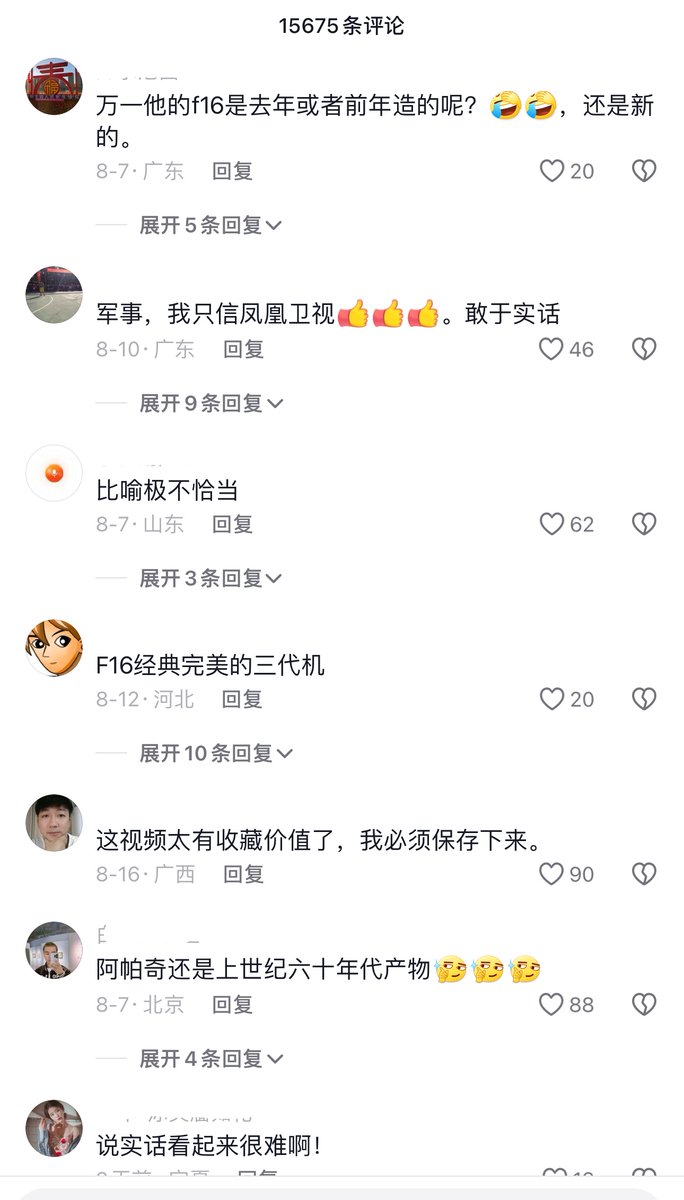 15675条评论
万一他的f16是去年或者前年造的呢？🤣🤣，还是新
的。
8-7·广东 回复 20
展开5条回复
军事，我只信凤凰卫视👍👍👍。敢于实话
8-10·广东 回复 46
展开9条回复
比喻极不恰当
8-7·山东 回复 62
展开3条回复
F16经典完美的三代机
8-12·河北 回复 20
展开10条回复
这视频太有收藏价值了，我必须保存下来。
8-16·广西 回复 90
阿帕奇还是上世纪六十年代产物
8-7·北京 回复 88
展开4条回复
说实话看起来很难啊！